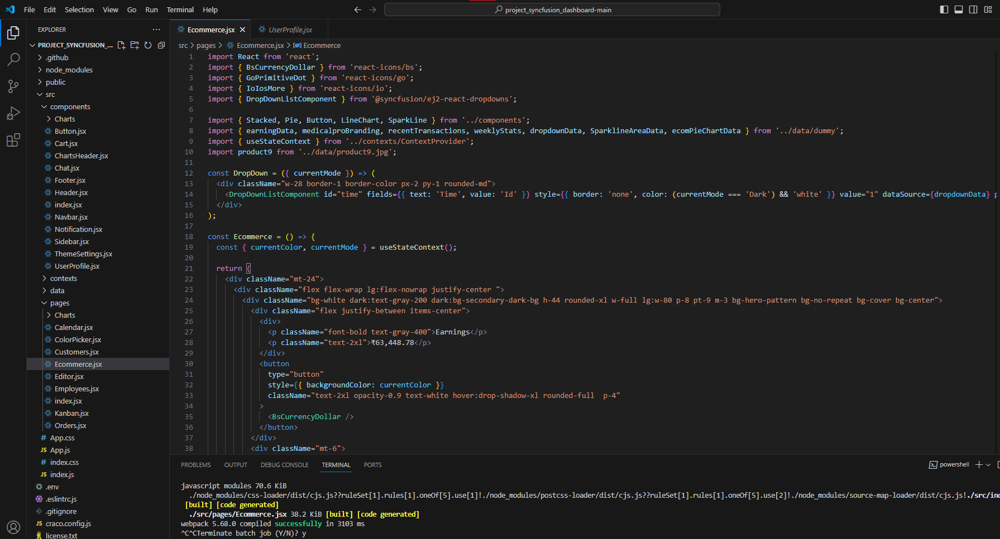 File Edit Selection View Go Run Terminal Help
project_syncfusion_dashboard-main
EXPLORER
PROJECT_SYNCFUSION_...
.github
node_modules
public
src
components
Charts
Button.jsx
Cart.jsx
ChartsHeader.jsx
Chat.jsx
Footer.jsx
Header.jsx
index.jsx
Navbar.jsx
Notification.jsx
Sidebar.jsx
ThemeSettings.jsx
UserProfile.jsx
contexts
data
pages
Charts
Calendar.jsx
ColorPicker.jsx
Customers.jsx
Ecommerce.jsx
Editor.jsx
Employees.jsx
index.jsx
Kanban.jsx
Orders.jsx
# App.css
JS App.js
# index.css
JS index.js
.env
.eslintrc.js
.gitignore
JS craco.config.js
license.txt
Ecommerce.jsx
UserProfile.jsx
src > pages > Ecommerce.jsx > Ecommerce
1 import React from 'react';
2 import { BsCurrencyDollar } from 'react-icons/bs';
3 import { GoPrimitiveDot } from 'react-icons/go';
4 import { IoIosMore } from 'react-icons/io';
5 import { DropDownListComponent } from '@syncfusion/ej2-react-dropdowns';
6
7 import { Stacked, Pie, Button, LineChart, SparkLine } from '../components';
8 import { earningData, medicalproBranding, recentTransactions, weeklyStats, dropdownData, SparklineAreaData, ecomPieChartData } from '../data/dummy';
9 import { useStateContext } from '../contexts/ContextProvider';
10 import product9 from '../data/product9.jpg';
11
12 const DropDown = ({ currentMode }) => (
13 <div className="w-28 border-1 border-color px-2 py-1 rounded-md">
14 <DropDownListComponent id="time" fields={{ text: 'Time', value: 'Id' }} style={{ border: 'none', color: (currentMode === 'Dark') && 'white' }} value="1" dataSource={dropdownData} p
15 </div>
16 );
17
18 const Ecommerce = () => {
19 const { currentColor, currentMode } = useStateContext();
20
21 return (
22 <div className="mt-24">
23 <div className="flex flex-wrap lg:flex-nowrap justify-center ">
24 <div className="bg-white dark:text-gray-200 dark:bg-secondary-dark-bg h-44 rounded-xl w-full lg:w-80 p-8 pt-9 m-3 bg-hero-pattern bg-no-repeat bg-cover bg-center">
25 <div className="flex justify-between items-center">
26 <div>
27 <p className="font-bold text-gray-400">Earnings</p>
28 <p className="text-2xl">₹63,448.78</p>
29 </div>
30 <button
31 type="button"
32 style={{ backgroundColor: currentColor }}
33 className="text-2xl opacity-0.9 text-white hover:drop-shadow-xl rounded-full  p-4"
34 >
35 <BsCurrencyDollar />
36 </button>
37 </div>
38 <div className="mt-6">
PROBLEMS OUTPUT DEBUG CONSOLE TERMINAL PORTS
powershell
javascript modules 70.6 KiB
./node_modules/css-loader/dist/cjs.js??ruleSet[1].rules[1].oneOf[5].use[1]!./node_modules/postcss-loader/dist/cjs.js??ruleSet[1].rules[1].oneOf[5].use[2]!./node_modules/source-map-loader/dist/cjs.js!./src/ind
[built] [code generated]
./src/pages/Ecommerce.jsx 38.2 KiB [built] [code generated]
webpack 5.68.0 compiled successfully in 3103 ms
^C^CTerminate batch job (Y/N)? y